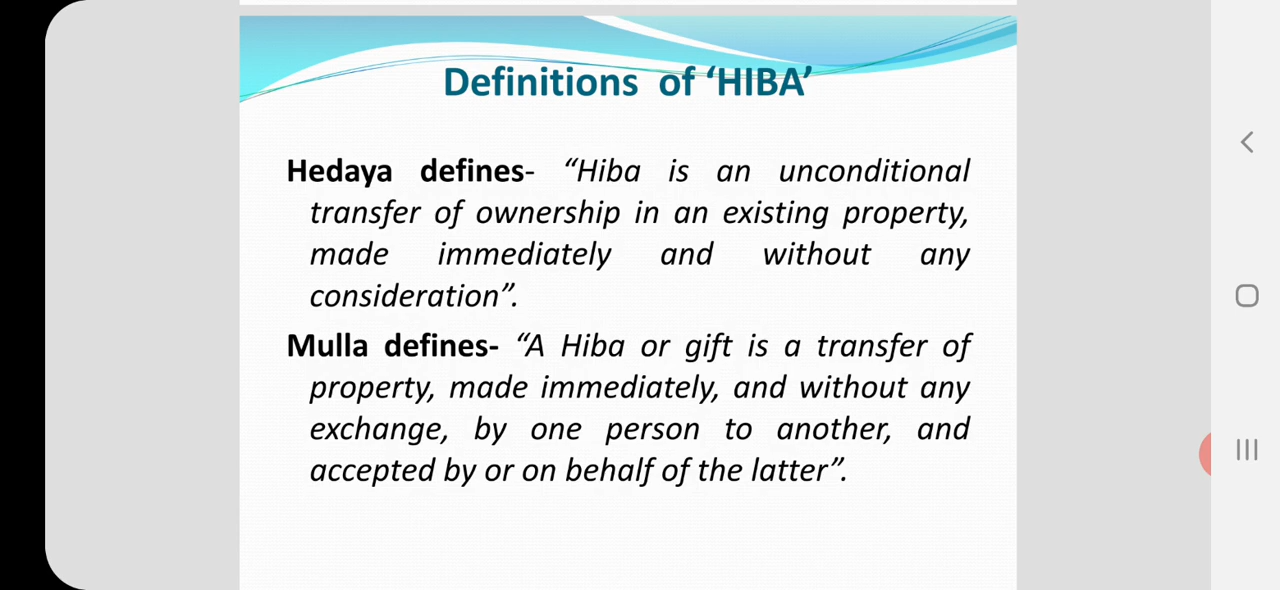 Definitions of ‘HIBA’
Hedaya defines- “Hiba is an unconditional
transfer of ownership in an existing property,
made immediately and without any
consideration”.
Mulla defines- “A Hiba or gift is a transfer of
property, made immediately, and without any
exchange, by one person to another, and
accepted by or on behalf of the latter”.